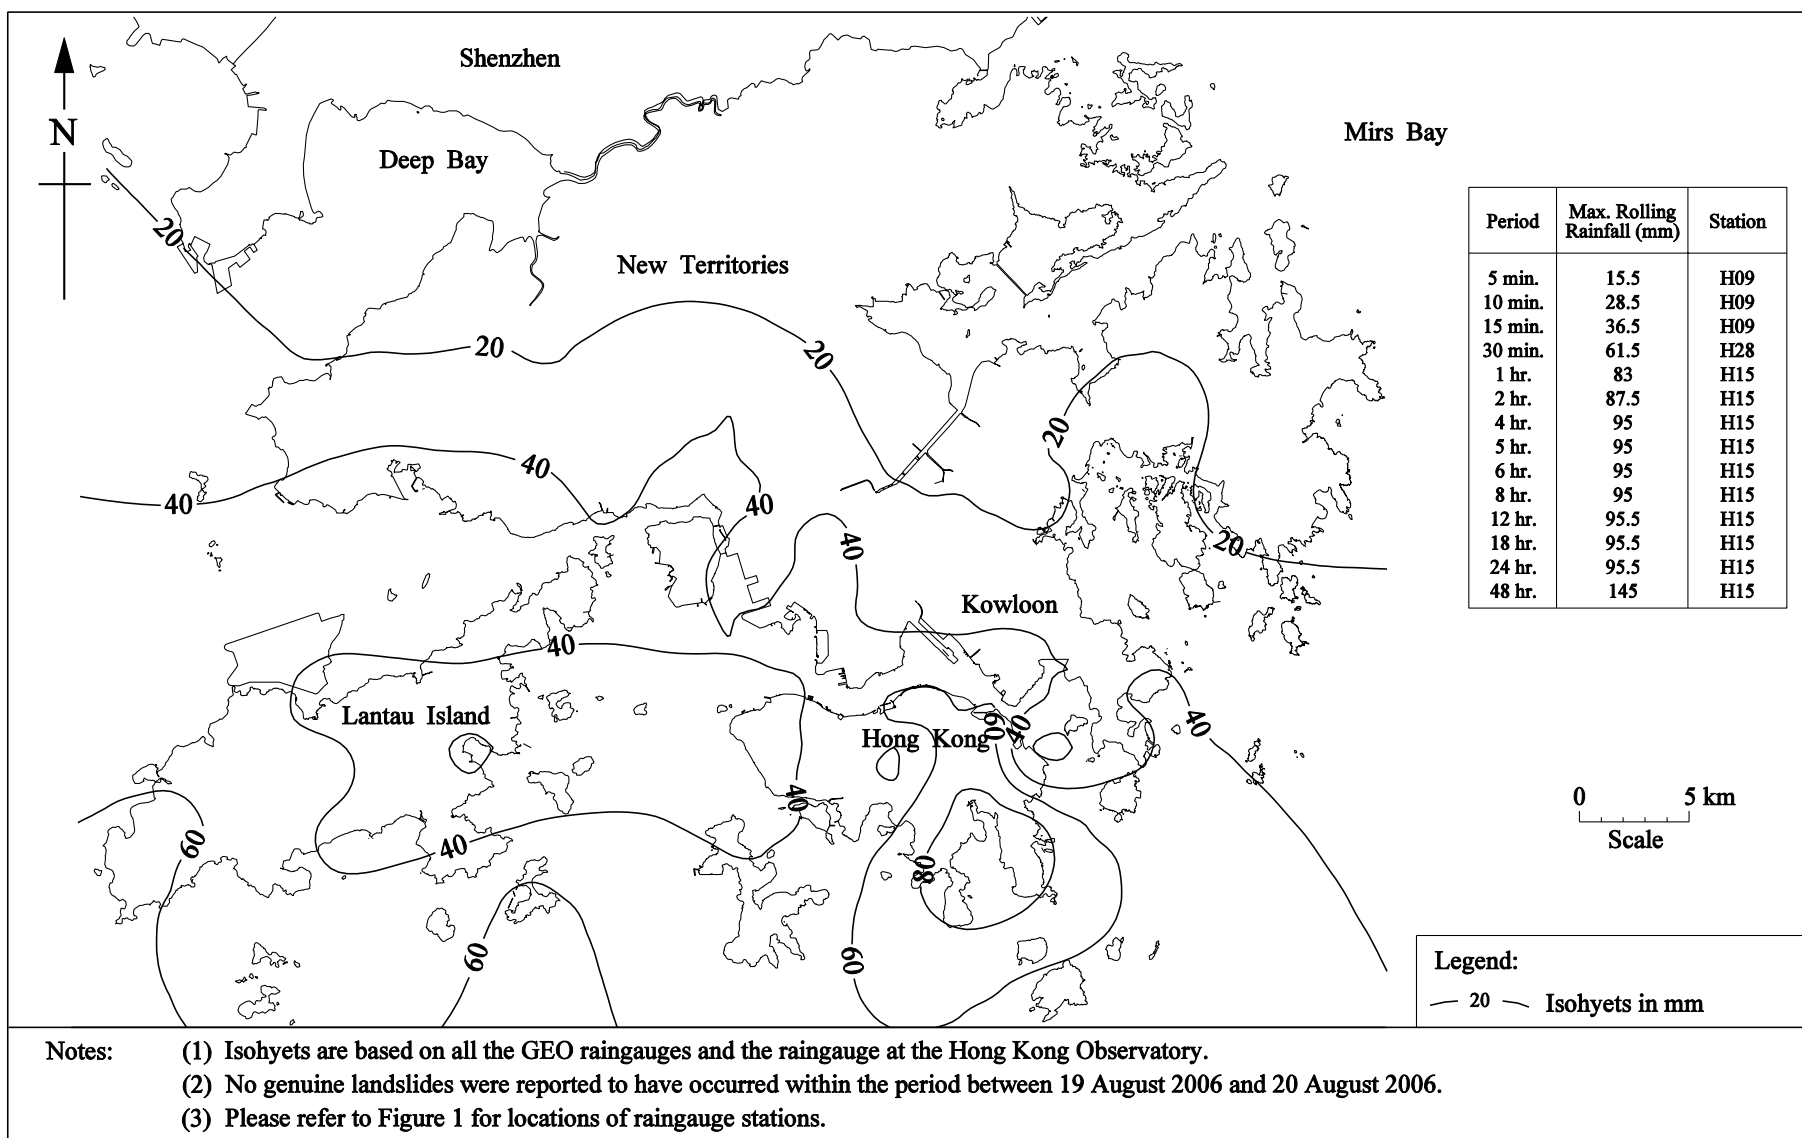 Shenzhen
N
Deep Bay
Mirs Bay
20
New Territories
20
20
20
40
40
40
40
20
Kowloon
40
Lantau Island
Hong Kong
60
40
40
40
60
40
80
60
60
Period Max. Rolling Rainfall (mm) Station
5 min. 15.5 H09
10 min. 28.5 H09
15 min. 36.5 H09
30 min. 61.5 H28
1 hr. 83 H15
2 hr. 87.5 H15
4 hr. 95 H15
5 hr. 95 H15
6 hr. 95 H15
8 hr. 95 H15
12 hr. 95.5 H15
18 hr. 95.5 H15
24 hr. 95.5 H15
48 hr. 145 H15
0 5 km
Scale
Legend:
20 Isohyets in mm
Notes: (1) Isohyets are based on all the GEO raingauges and the raingauge at the Hong Kong Observatory.
(2) No genuine landslides were reported to have occurred within the period between 19 August 2006 and 20 August 2006.
(3) Please refer to Figure 1 for locations of raingauge stations.